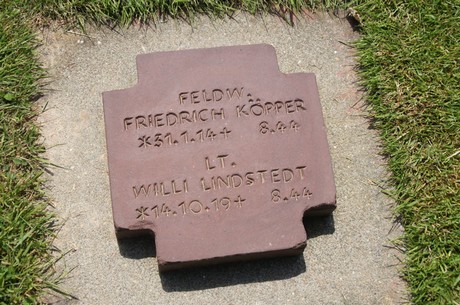 FELDW.
FRIEDRICH KÖPPER
*31.1.14+ 8.44
LT.
WILLI LINDSTEDT
*14.10.19+ 8.44